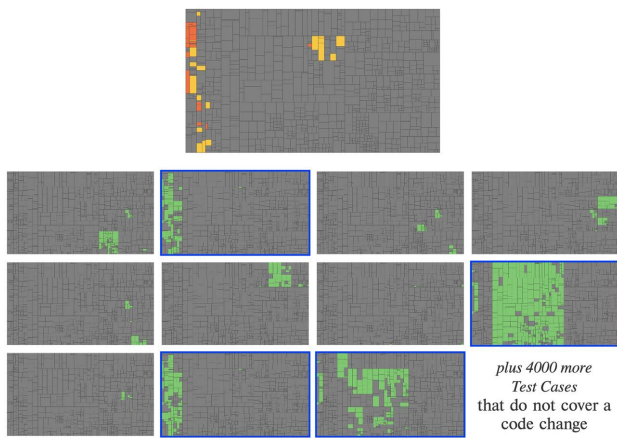 plus 4000 more
Test Cases
that do not cover a
code change